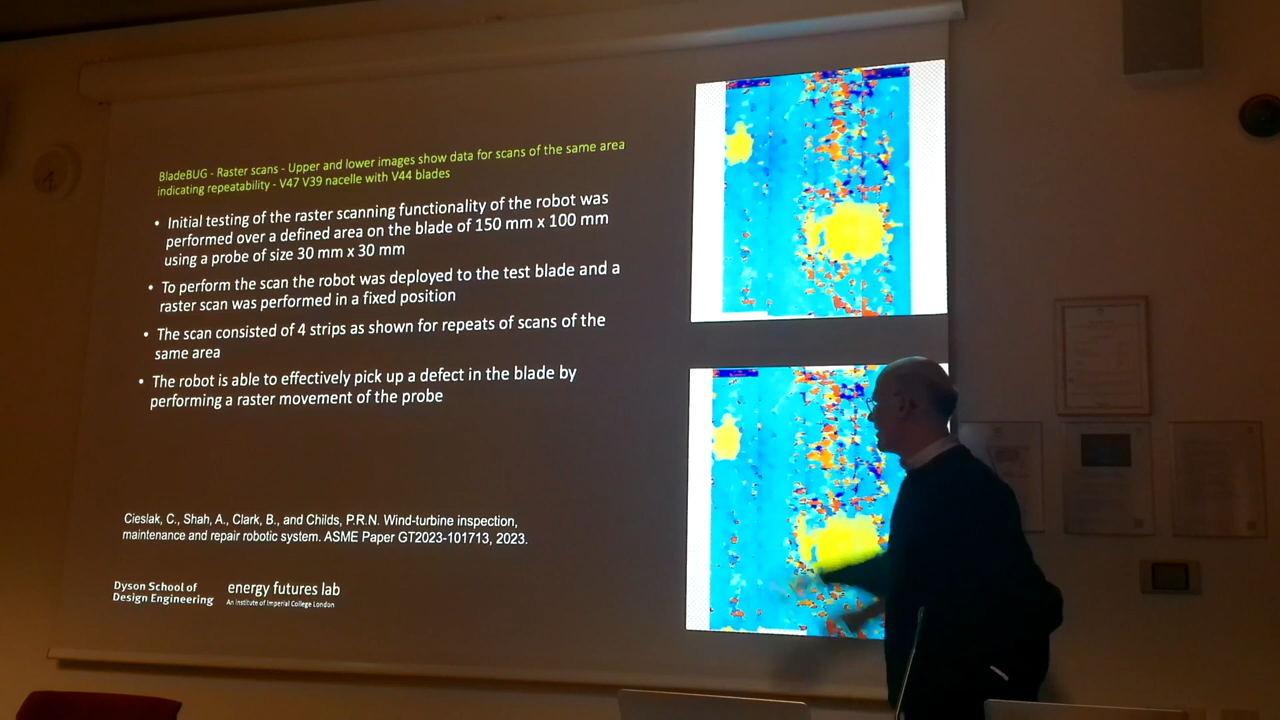 BladeBUG - Raster scans - Upper and lower images show data for scans of the same area
indicating repeatability - V47 V39 nacelle with V44 blades
• Initial testing of the raster scanning functionality of the robot was
performed over a defined area on the blade of 150 mm x 100 mm
using a probe of size 30 mm x 30 mm
• To perform the scan the robot was deployed to the test blade and a
raster scan was performed in a fixed position
• The scan consisted of 4 strips as shown for repeats of scans of the
same area
• The robot is able to effectively pick up a defect in the blade by
performing a raster movement of the probe
Cieslak, C., Shah, A., Clark, B., and Childs, P.R.N. Wind-turbine inspection,
maintenance and repair robotic system. ASME Paper GT2023-101713, 2023.
Dyson School of
Design Engineering
energy futures lab
An institute of Imperial College London